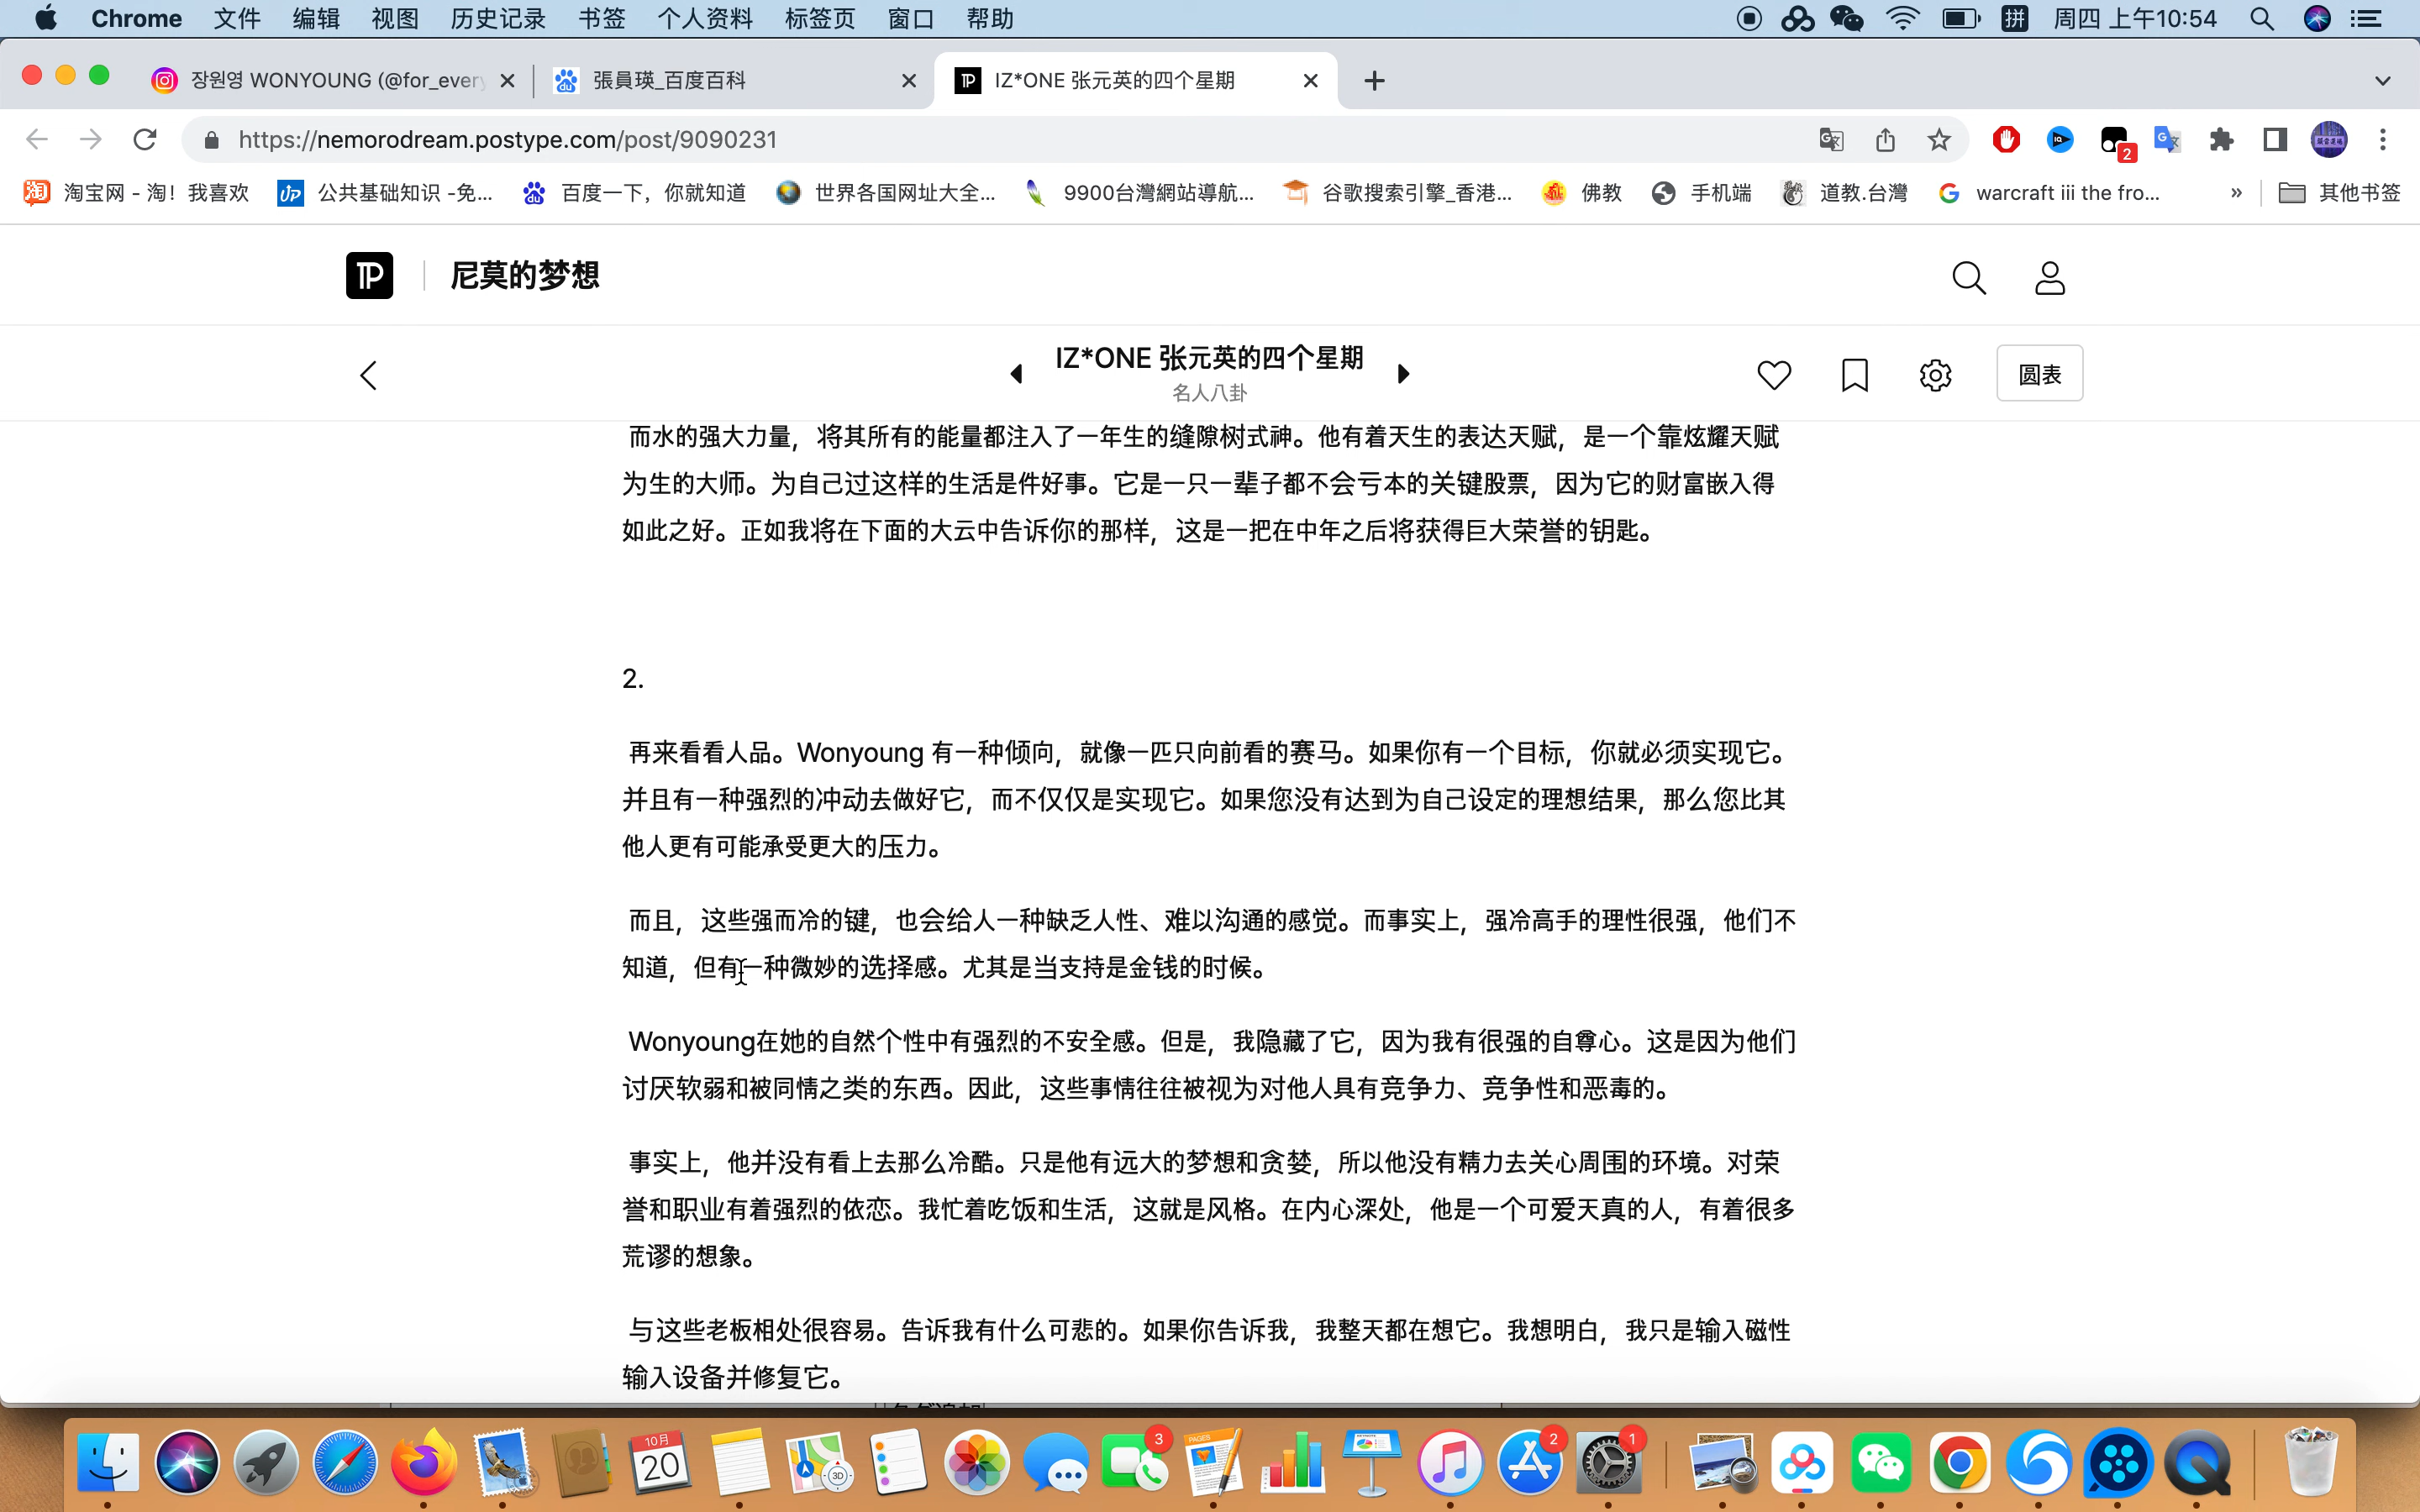 Chrome 文件 编辑 视图 历史记录 书签 个人资料 标签页 窗口 帮助 拼 周四 上午10:54
장원영 WONYOUNG (@for_ever 張員瑛_百度百科 IZ*ONE 张元英的四个星期
https://nemorodream.postype.com/post/9090231 2
淘宝网 - 淘！我喜欢 公共基础知识 -免... 百度一下，你就知道 世界各国网址大全... 9900台灣網站導航... 谷歌搜索引擎_香港... 佛教 手机端 道教.台灣 warcraft iii the fro... » 其他书签
尼莫的梦想
IZ*ONE 张元英的四个星期
名人八卦
圆表
而水的强大力量，将其所有的能量都注入了一年生的缝隙树式神。他有着天生的表达天赋，是一个靠炫耀天赋
为生的大师。为自己过这样的生活是件好事。它是一只一辈子都不会亏本的关键股票，因为它的财富嵌入得
如此之好。正如我将在下面的大云中告诉你的那样，这是一把在中年之后将获得巨大荣誉的钥匙。
2.
再来看看人品。Wonyoung 有一种倾向，就像一匹只向前看的赛马。如果你有一个目标，你就必须实现它。
并且有一种强烈的冲动去做好它，而不仅仅是实现它。如果您没有达到为自己设定的理想结果，那么您比其
他人更有可能承受更大的压力。
而且，这些强而冷的键，也会给人一种缺乏人性、难以沟通的感觉。而事实上，强冷高手的理性很强，他们不
知道，但有一种微妙的选择感。尤其是当支持是金钱的时候。
Wonyoung在她的自然个性中有强烈的不安全感。但是，我隐藏了它，因为我有很强的自尊心。这是因为他们
讨厌软弱和被同情之类的东西。因此，这些事情往往被视为对他人具有竞争力、竞争性和恶毒的。
事实上，他并没有看上去那么冷酷。只是他有远大的梦想和贪婪，所以他没有精力去关心周围的环境。对荣
誉和职业有着强烈的依恋。我忙着吃饭和生活，这就是风格。在内心深处，他是一个可爱天真的人，有着很多
荒谬的想象。
与这些老板相处很容易。告诉我有什么可悲的。如果你告诉我，我整天都在想它。我想明白，我只是输入磁性
输入设备并修复它。
10月
20
3D
3
PAGES
2
1